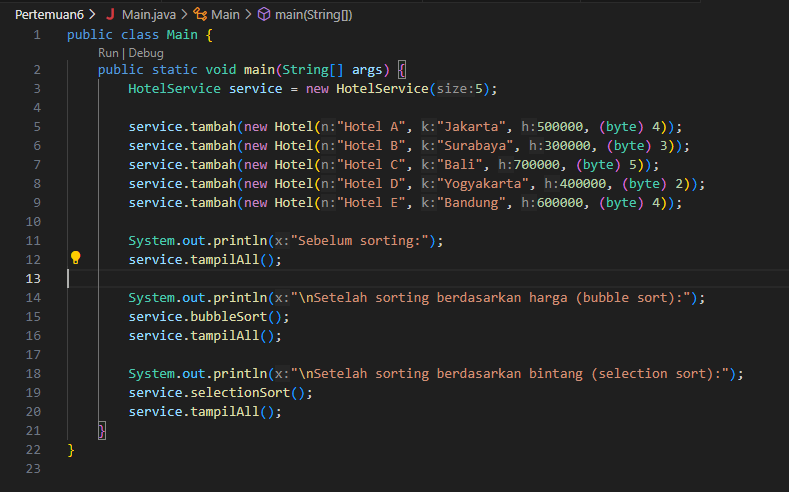 Pertemuan6 > J Main.java > Main > main(String[])
1 public class Main {
Run | Debug
2 public static void main(String[] args) {
3 HotelService service = new HotelService(size:5);
4
5 service.tambah(new Hotel(n:"Hotel A", k:"Jakarta", h:500000, (byte) 4));
6 service.tambah(new Hotel(n:"Hotel B", k:"Surabaya", h:300000, (byte) 3));
7 service.tambah(new Hotel(n:"Hotel C", k:"Bali", h:700000, (byte) 5));
8 service.tambah(new Hotel(n:"Hotel D", k:"Yogyakarta", h:400000, (byte) 2));
9 service.tambah(new Hotel(n:"Hotel E", k:"Bandung", h:600000, (byte) 4));
10
11 System.out.println(x:"Sebelum sorting:");
12 service.tampilAll();
13
14 System.out.println(x:"\nSetelah sorting berdasarkan harga (bubble sort):");
15 service.bubbleSort();
16 service.tampilAll();
17
18 System.out.println(x:"\nSetelah sorting berdasarkan bintang (selection sort):");
19 service.selectionSort();
20 service.tampilAll();
21 }
22 }
23